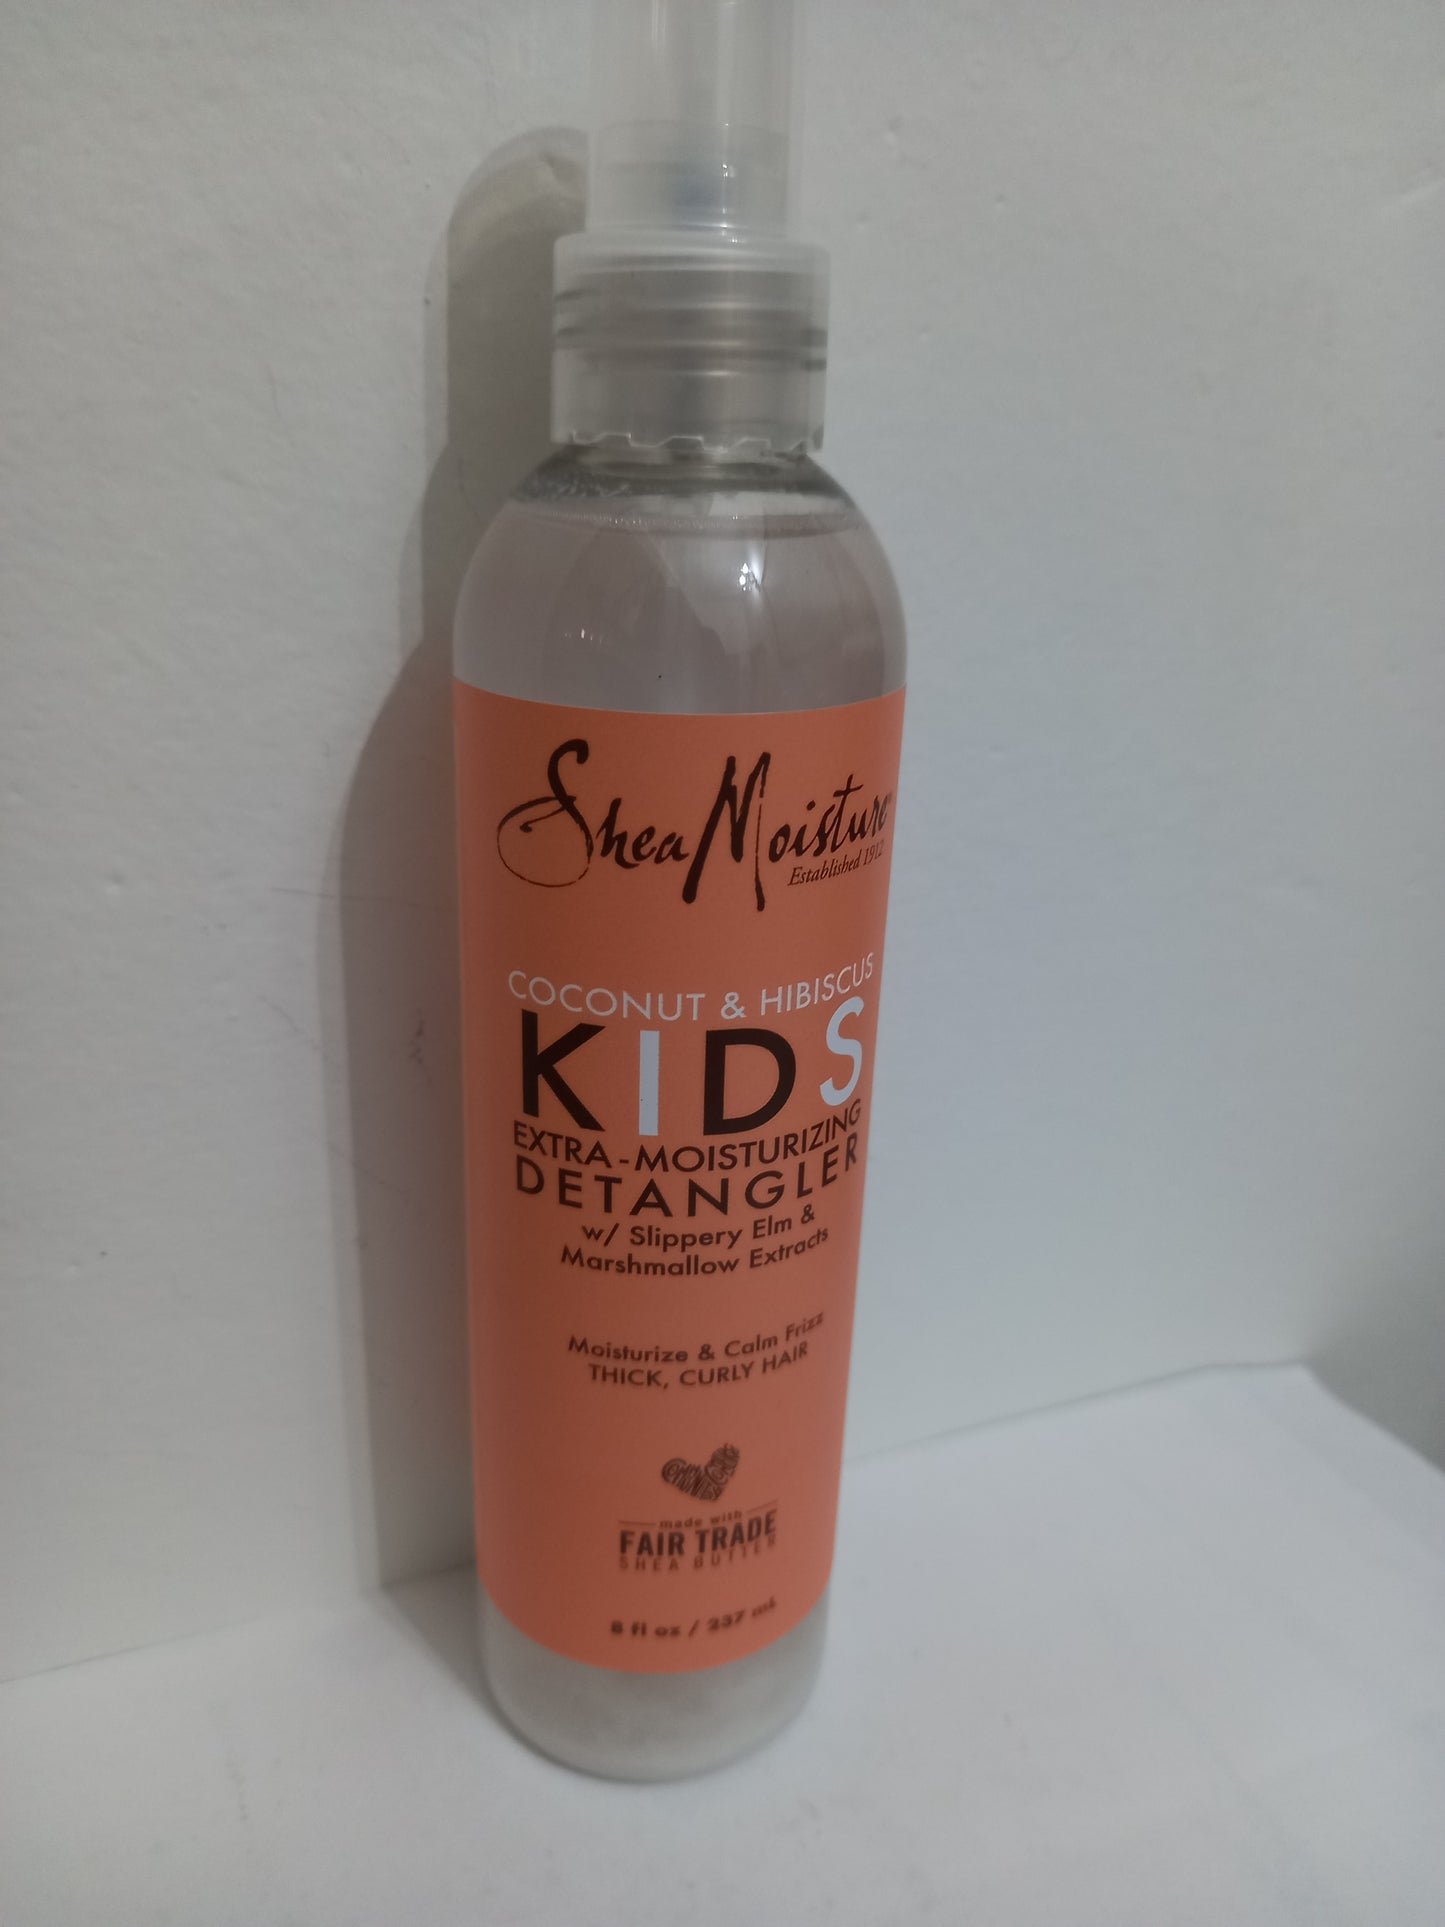 SheaMoisture
Established 1912
COCONUT & HIBISCUS
KIDS
EXTRA-MOISTURIZING
DETANGLER
w/ Slippery Elm &
Marshmallow Extracts
Moisturize & Calm Frizz
THICK, CURLY HAIR
made with
FAIR TRADE
SHEA BUTTER
8 fl oz / 237 mL